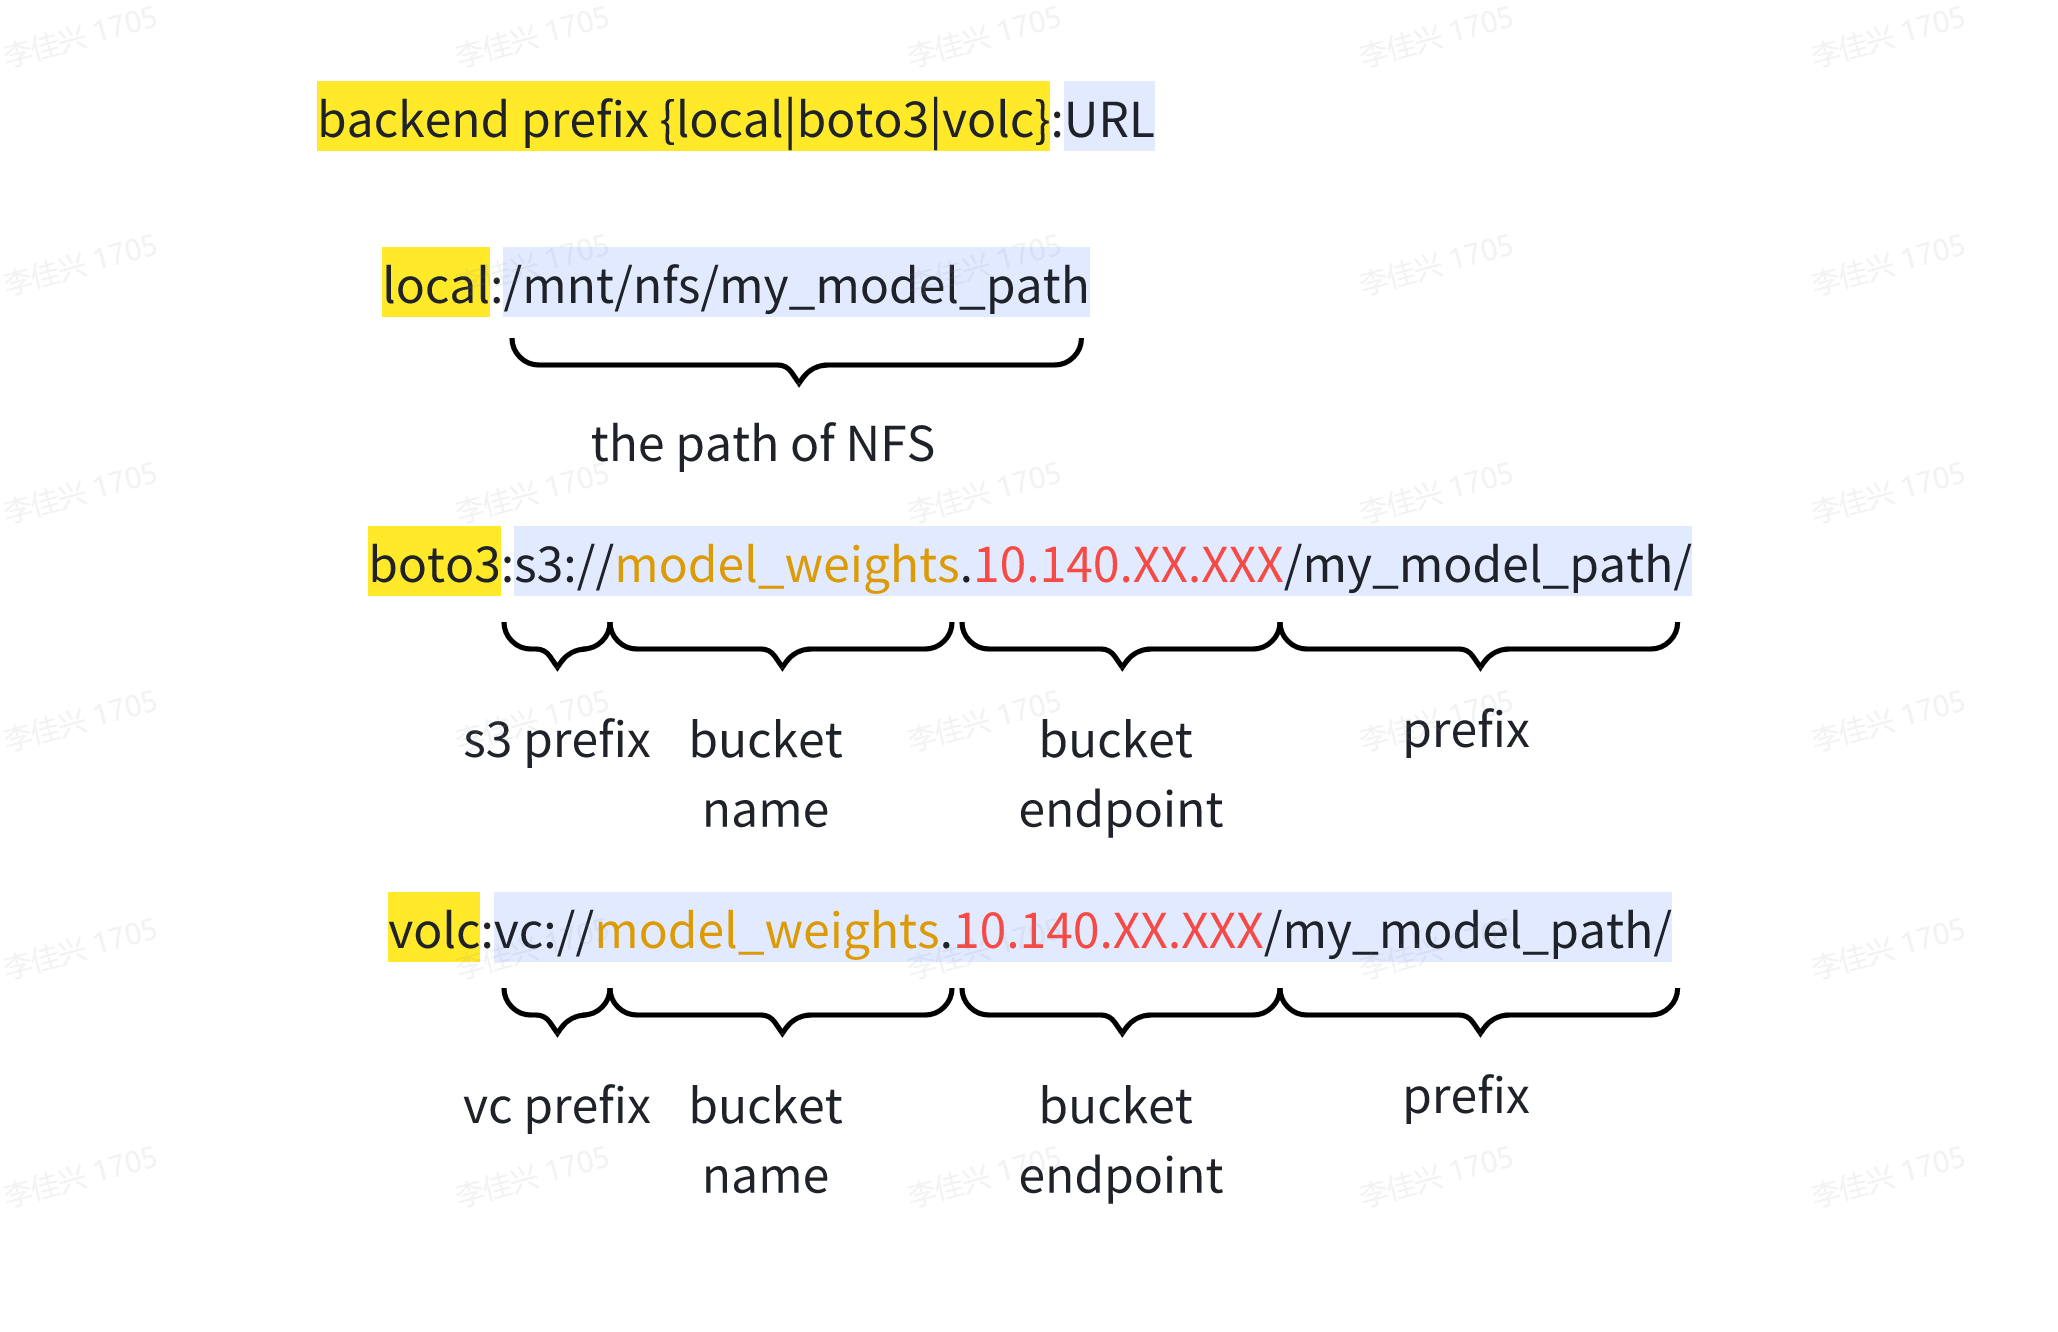 backend prefix {local|boto3|volc}:URL
local:/mnt/nfs/my_model_path
the path of NFS
boto3:s3://model_weights.10.140.XX.XXX/my_model_path/
s3 prefix bucket name bucket endpoint prefix
volc:vc://model_weights.10.140.XX.XXX/my_model_path/
vc prefix bucket name bucket endpoint prefix
李佳兴 1705